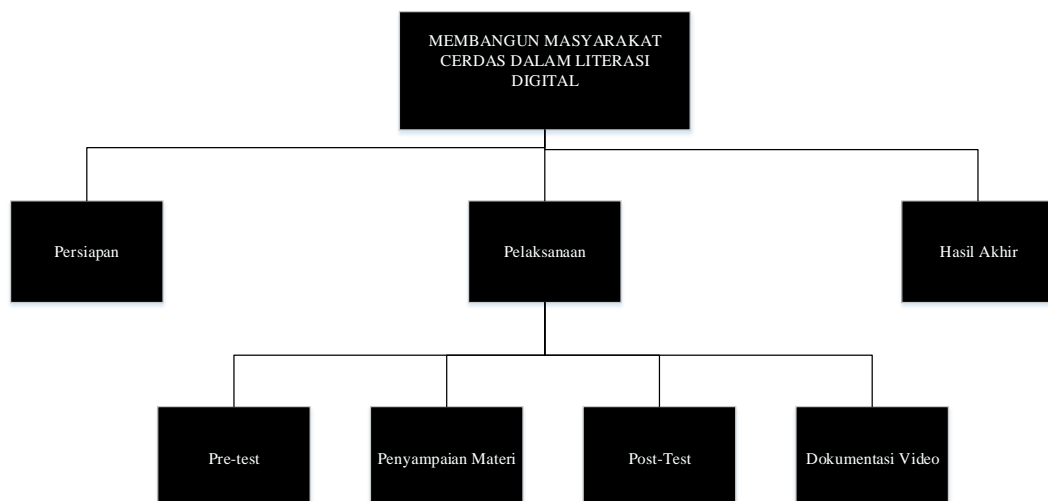 MEMBANGUN MASYARAKAT
CERDAS DALAM LITERASI
DIGITAL
Persiapan
Pelaksanaan
Hasil Akhir
Pre-test
Penyampaian Materi
Post-Test
Dokumentasi Video